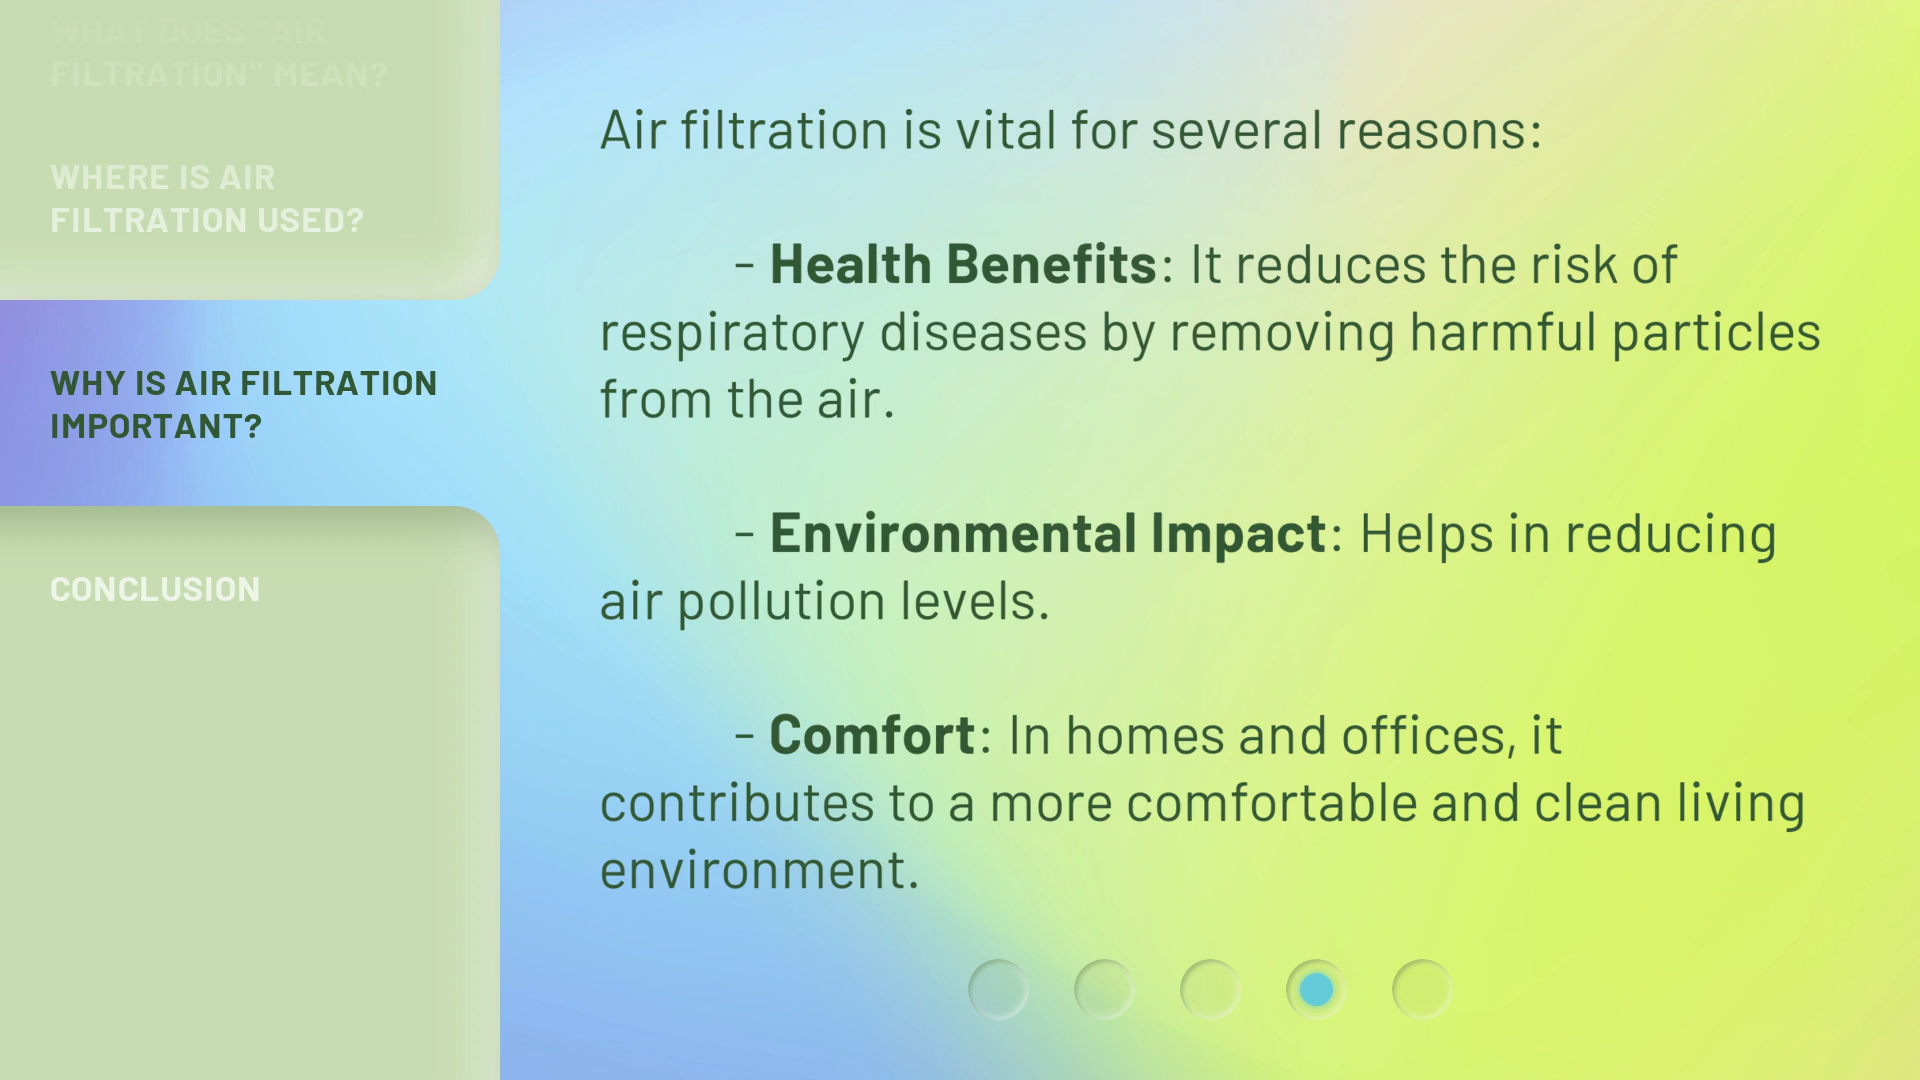 WHAT DOES "AIR
FILTRATION" MEAN?
WHERE IS AIR
FILTRATION USED?
WHY IS AIR FILTRATION
IMPORTANT?
CONCLUSION
Air filtration is vital for several reasons:
- Health Benefits: It reduces the risk of
respiratory diseases by removing harmful particles
from the air.
- Environmental Impact: Helps in reducing
air pollution levels.
- Comfort: In homes and offices, it
contributes to a more comfortable and clean living
environment.